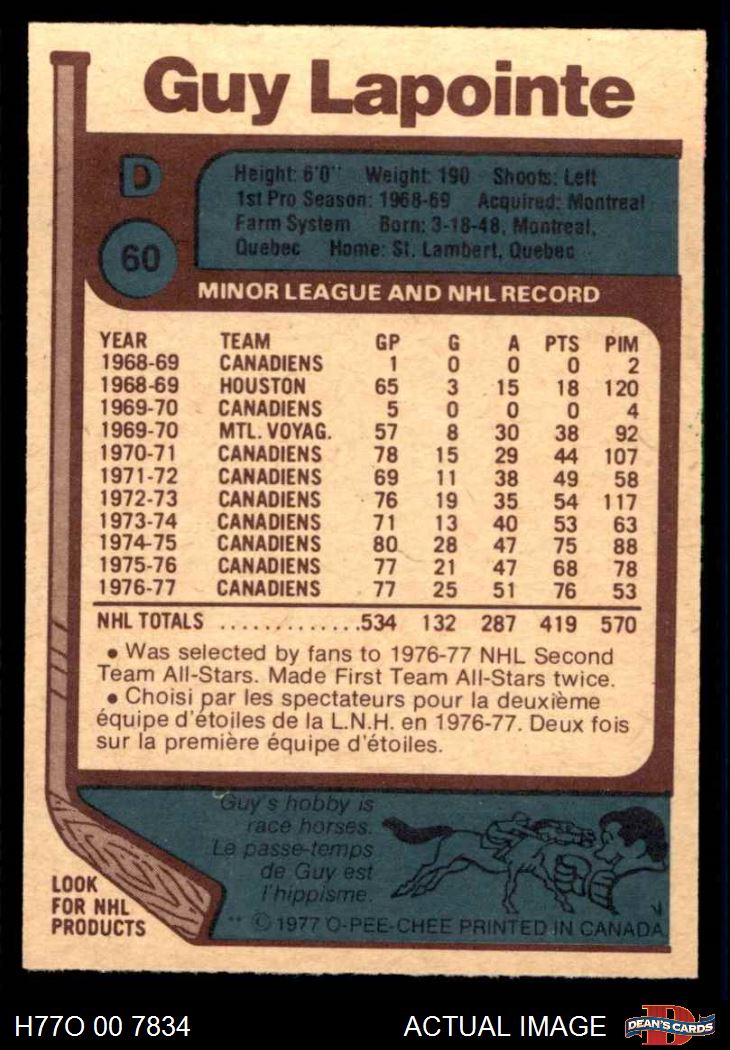 Guy Lapointe
D
60
Height: 6'0" Weight: 190 Shoots: Left
1st Pro Season: 1968-69 Acquired: Montreal
Farm System Born: 3-18-48, Montreal,
Quebec Home: St. Lambert, Quebec
MINOR LEAGUE AND NHL RECORD
YEAR TEAM GP G A PTS PIM
1968-69 CANADIENS 1 0 0 0 2
1968-69 HOUSTON 65 3 15 18 120
1969-70 CANADIENS 5 0 0 0 4
1969-70 MTL. VOYAG. 57 8 30 38 92
1970-71 CANADIENS 78 15 29 44 107
1971-72 CANADIENS 69 11 38 49 58
1972-73 CANADIENS 76 19 35 54 117
1973-74 CANADIENS 71 13 40 53 63
1974-75 CANADIENS 80 28 47 75 88
1975-76 CANADIENS 77 21 47 68 78
1976-77 CANADIENS 77 25 51 76 53
NHL TOTALS .............534 132 287 419 570
• Was selected by fans to 1976-77 NHL Second
Team All-Stars. Made First Team All-Stars twice.
• Choisi par les spectateurs pour la deuxième
équipe d'étoiles de la L.N.H. en 1976-77. Deux fois
sur la première équipe d'étoiles.
Guy's hobby is
race horses.
Le passe-temps
de Guy est
l'hippisme.
LOOK
FOR NHL
PRODUCTS
** © 1977 O-PEE-CHEE PRINTED IN CANADA
H77O 00 7834
ACTUAL IMAGE
D
DEAN'S CARDS